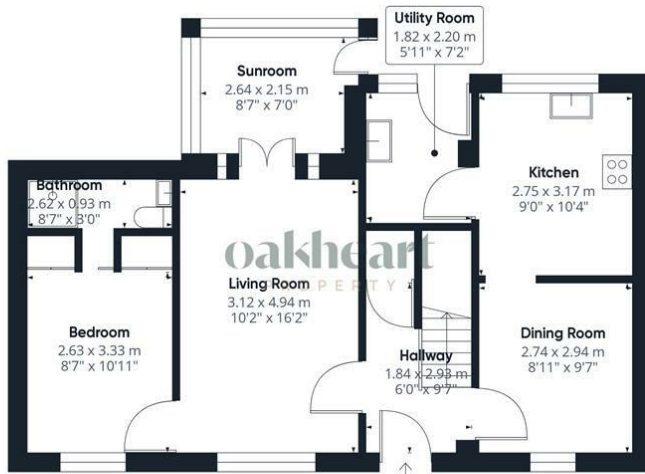 Utility Room
1.82 x 2.20 m
5'11" x 7'2"
Sunroom
2.64 x 2.15 m
8'7" x 7'0"
Kitchen
2.75 x 3.17 m
9'0" x 10'4"
Bathroom
2.62 x 0.93 m
8'7" x 3'0"
oakheart
PROPERTY
Living Room
3.12 x 4.94 m
10'2" x 16'2"
Bedroom
2.63 x 3.33 m
8'7" x 10'11"
Hallway
1.84 x 2.93 m
6'0" x 9'7"
Dining Room
2.74 x 2.94 m
8'11" x 9'7"